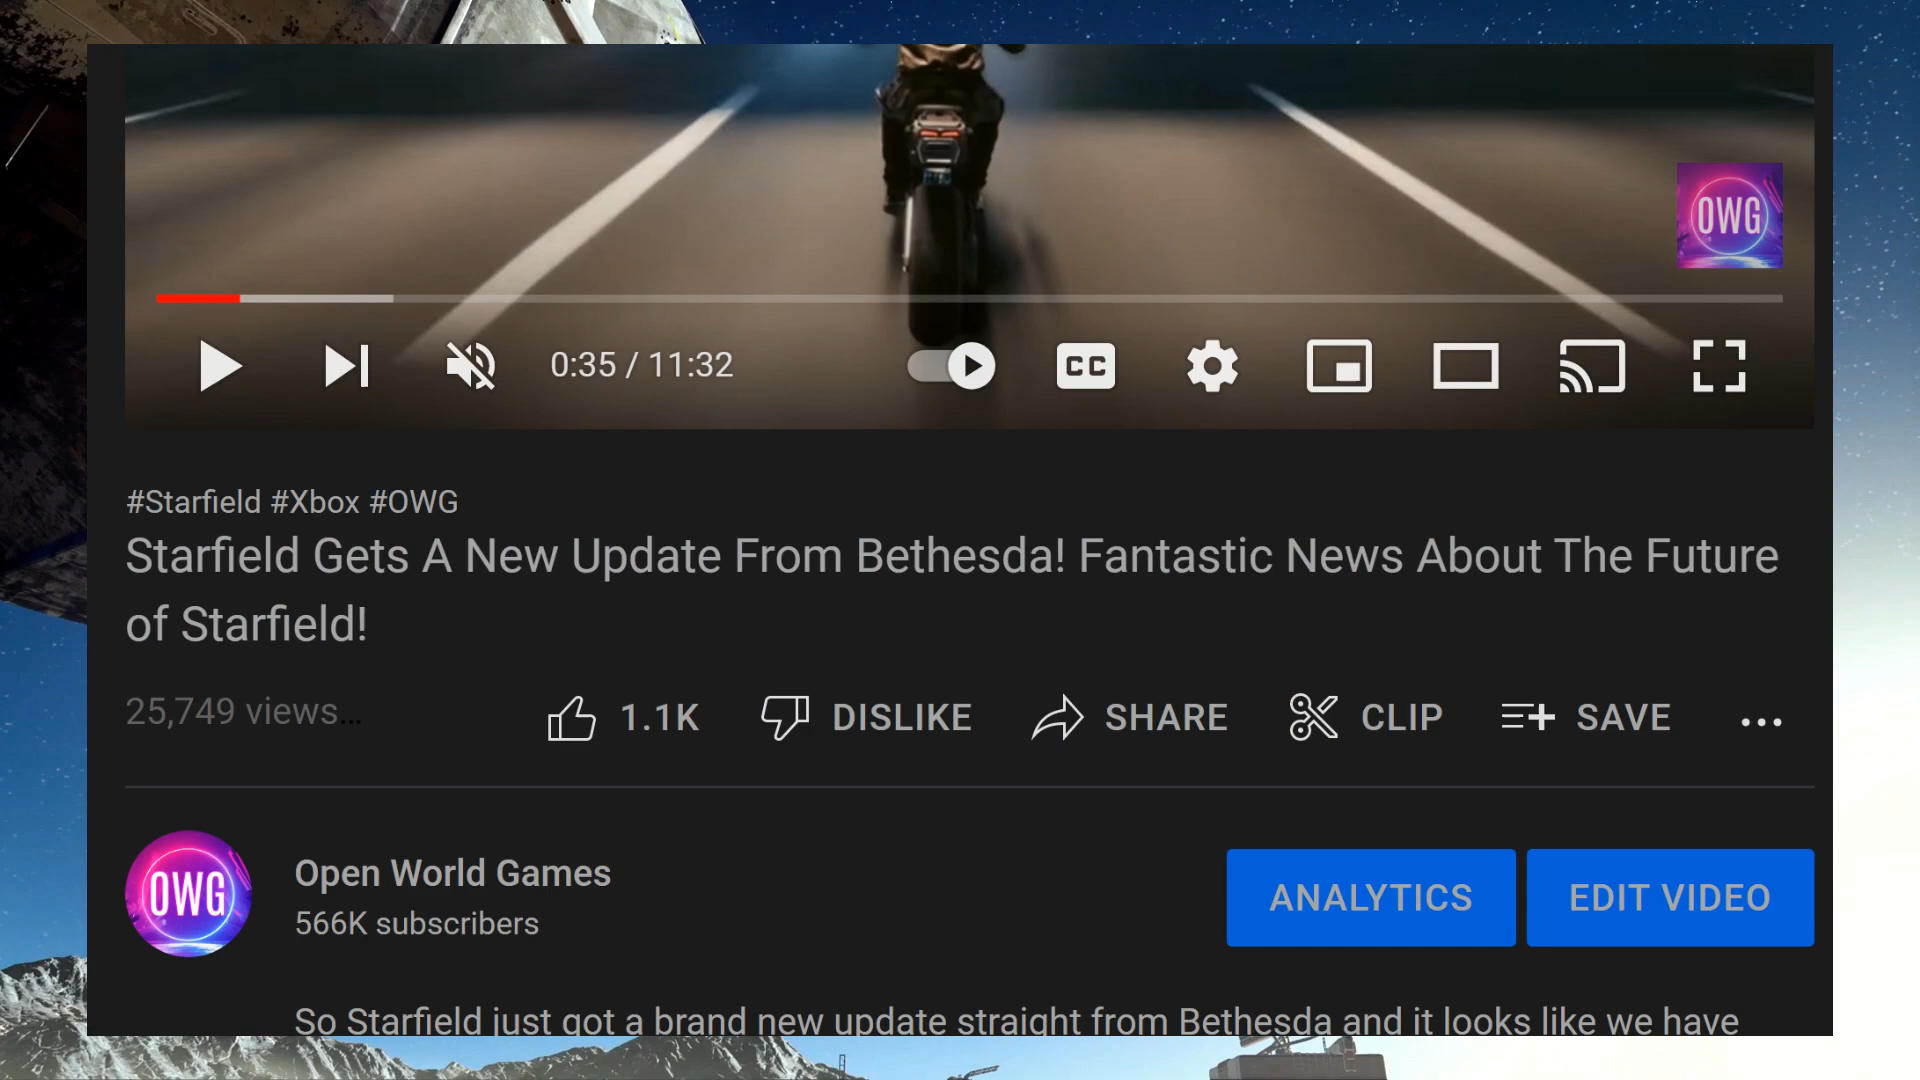 OWG
0:35 / 11:32
CC
#Starfield #Xbox #OWG
Starfield Gets A New Update From Bethesda! Fantastic News About The Future
of Starfield!
25,749 views...
1.1K
DISLIKE
SHARE
CLIP
SAVE
OWG
Open World Games
566K subscribers
ANALYTICS
EDIT VIDEO
So Starfield just got a brand new update straight from Bethesda and it looks like we have